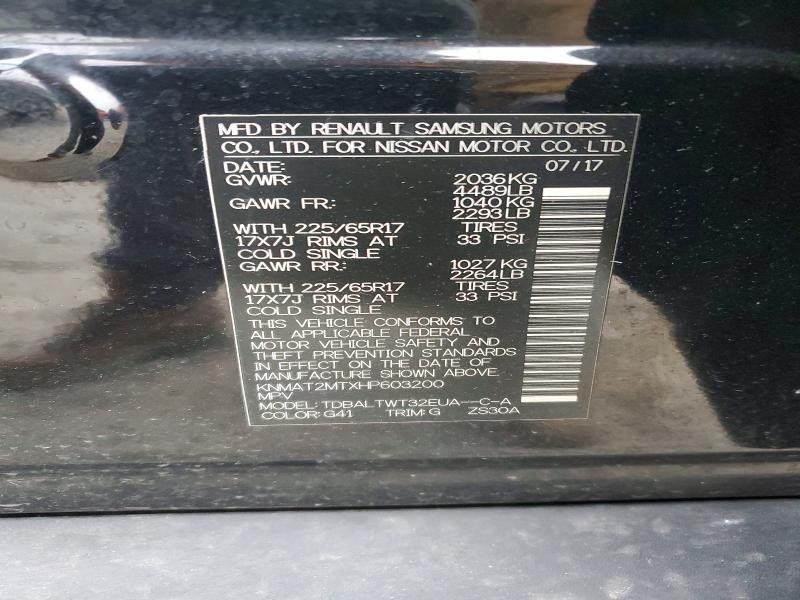 MFD BY RENAULT SAMSUNG MOTORS
CO., LTD. FOR NISSAN MOTOR CO., LTD.
DATE: 07/17
GVWR: 2036KG
4489LB
GAWR FR: 1040KG
2293LB
WITH 225/65R17 TIRES
17X7J RIMS AT 33 PSI
COLD SINGLE
GAWR RR: 1027KG
2264LB
WITH 225/65R17 TIRES
17X7J RIMS AT 33 PSI
COLD SINGLE
THIS VEHICLE CONFORMS TO
ALL APPLICABLE FEDERAL
MOTOR VEHICLE SAFETY AND
THEFT PREVENTION STANDARDS
IN EFFECT ON THE DATE OF
MANUFACTURE SHOWN ABOVE.
KNMAT2MTXHP603200
MPV
MODEL: TDBALTWT32EUA--C-A
COLOR: G41 TRIM: G ZS30A